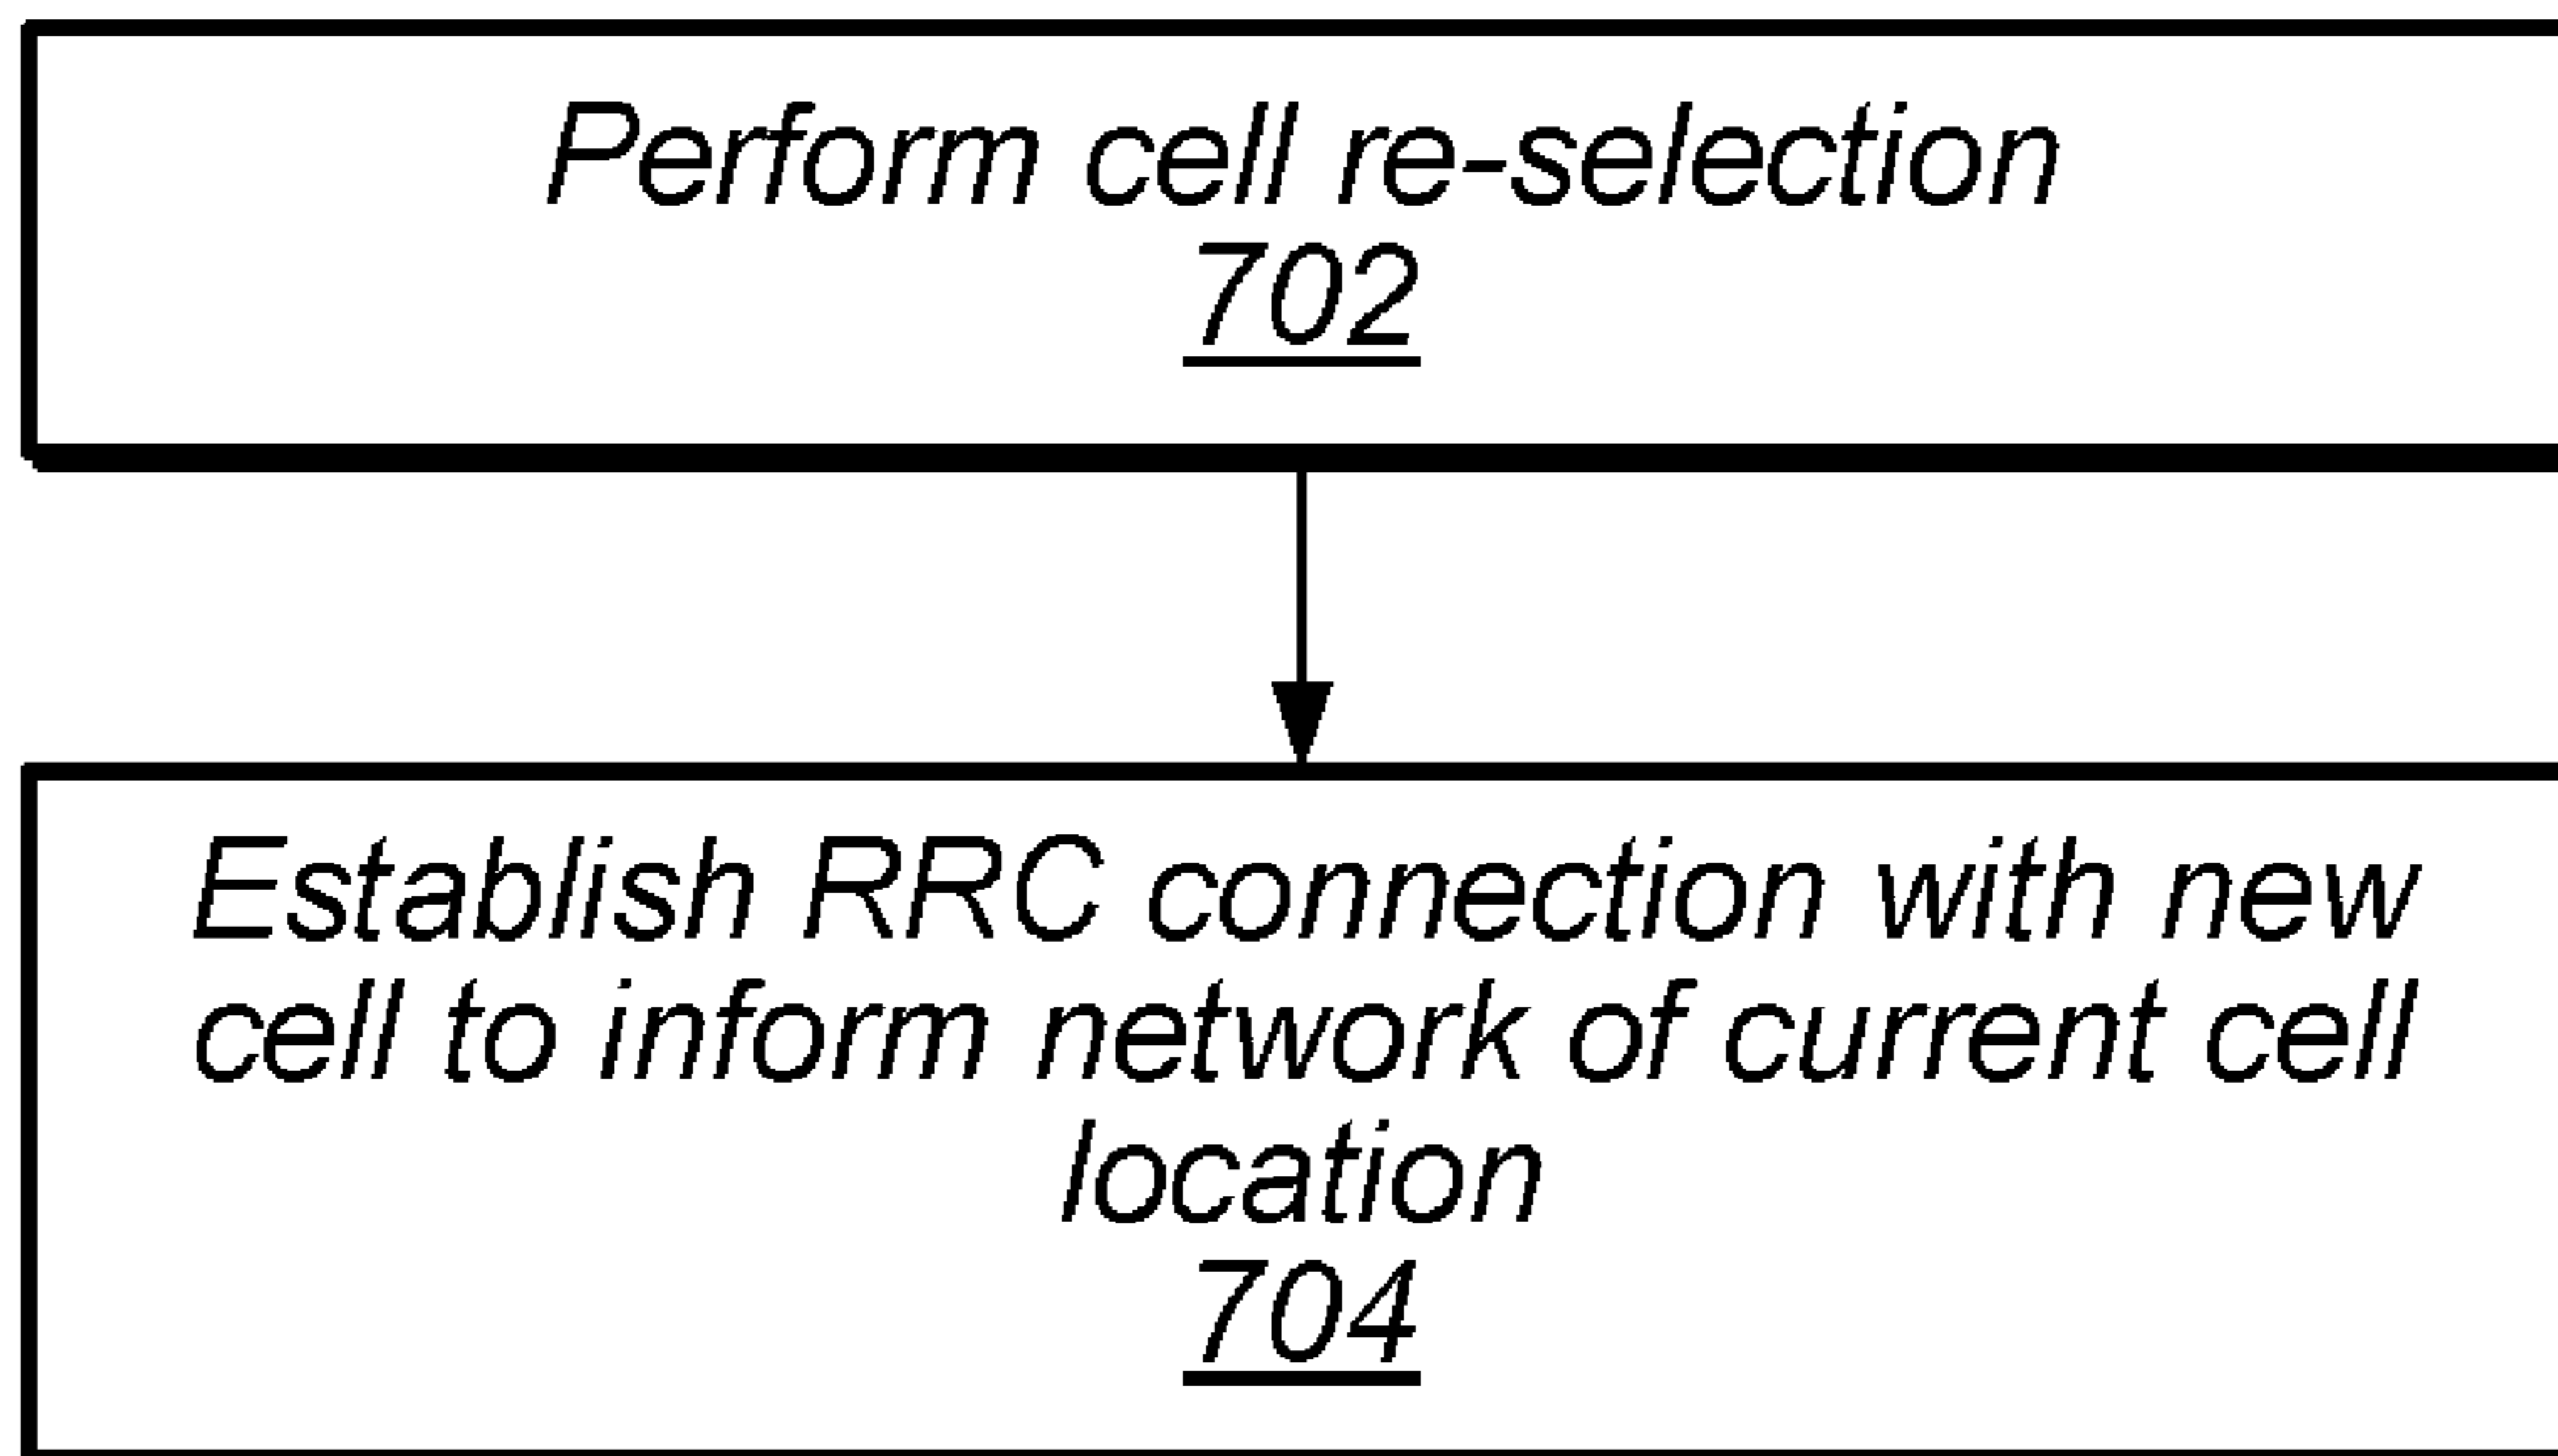 Perform cell re-selection
702
Establish RRC connection with new
cell to inform network of current cell
location
704